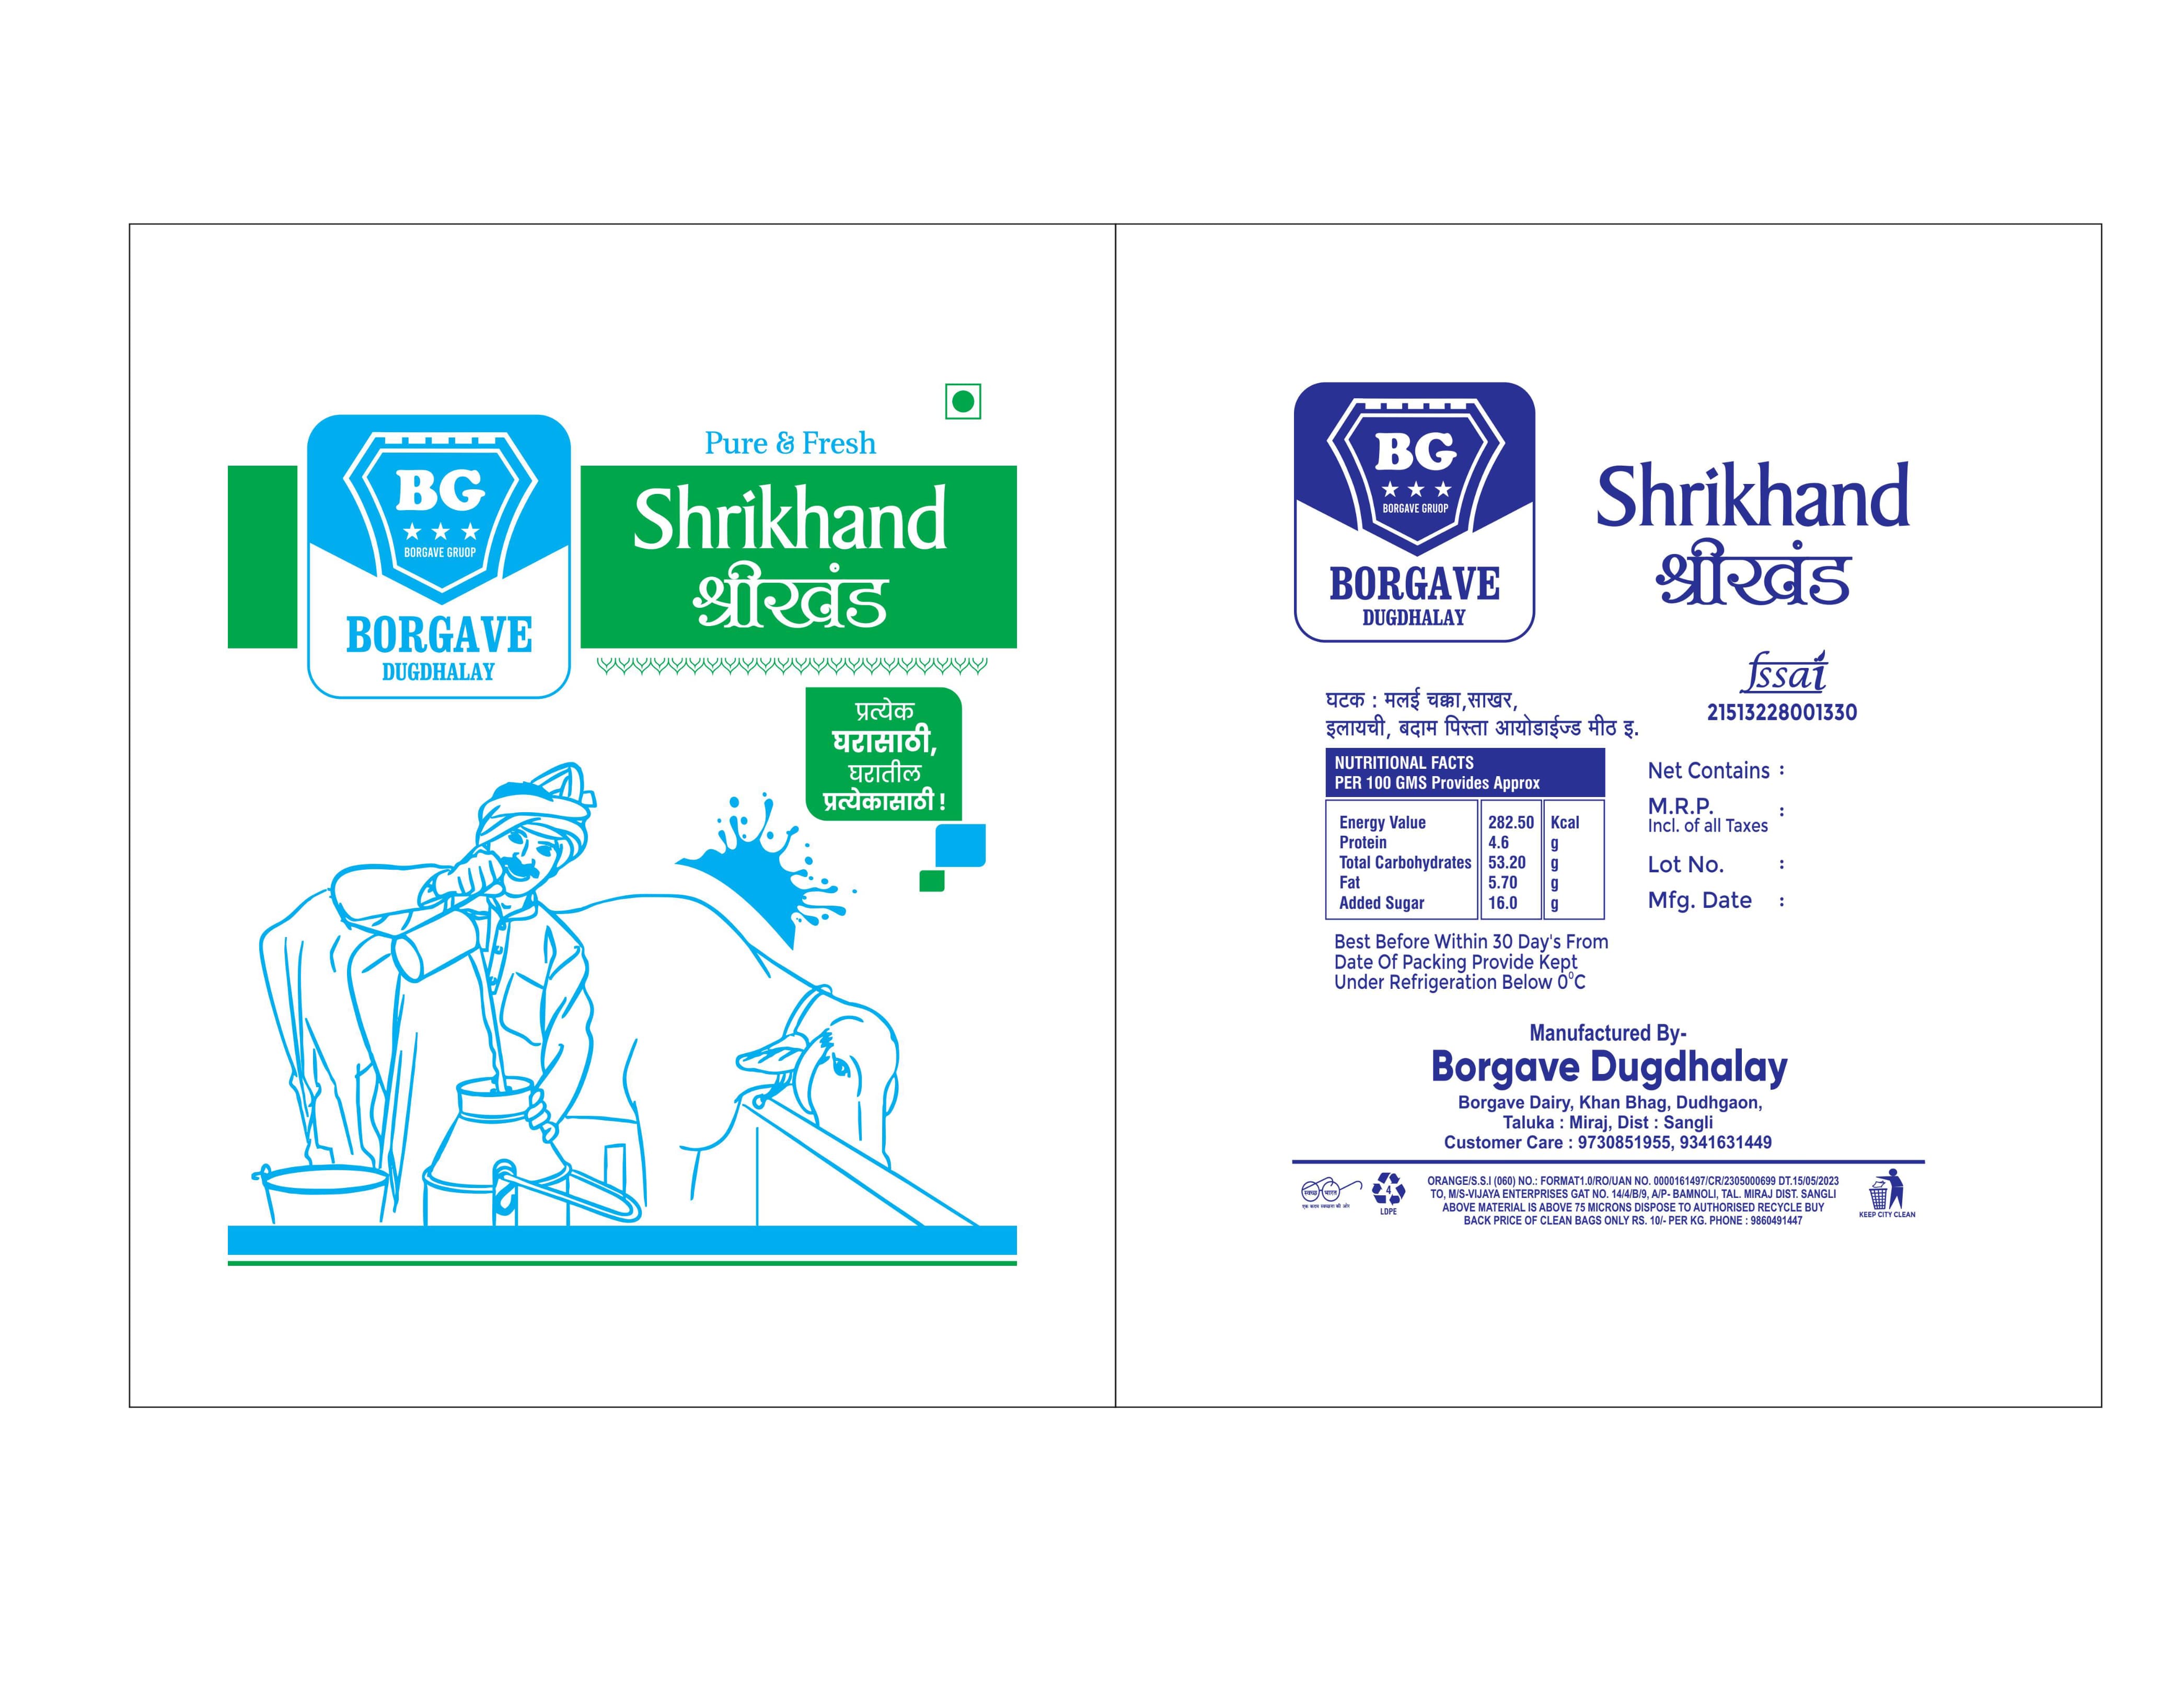 Pure & Fresh
BG
BORGAVE GRUOP
BORGAVE
DUGDHALAY
Shrikhand
श्रीखंड
प्रत्येक
घरासाठी,
घरातील
प्रत्येकासाठी !
BG
BORGAVE GRUOP
BORGAVE
DUGDHALAY
Shrikhand
श्रीखंड
fssai
21513228001330
घटक : मलई चक्का,साखर,
इलायची, बदाम पिस्ता आयोडाईज्ड मीठ इ.
NUTRITIONAL FACTS
PER 100 GMS Provides Approx
Energy Value 282.50 Kcal
Protein 4.6 g
Total Carbohydrates 53.20 g
Fat 5.70 g
Added Sugar 16.0 g
Net Contains :
M.R.P. :
Incl. of all Taxes
Lot No. :
Mfg. Date :
Best Before Within 30 Day's From
Date Of Packing Provide Kept
Under Refrigeration Below 0°C
Manufactured By-
Borgave Dugdhalay
Borgave Dairy, Khan Bhag, Dudhgaon,
Taluka : Miraj, Dist : Sangli
Customer Care : 9730851955, 9341631449
स्वच्छ भारत
एक कदम स्वच्छता की ओर
4
LDPE
ORANGE/S.S.I (060) NO.: FORMAT1.0/RO/UAN NO. 0000161497/CR/2305000699 DT.15/05/2023
TO, M/S-VIJAYA ENTERPRISES GAT NO. 14/4/B/9, A/P- BAMNOLI, TAL. MIRAJ DIST. SANGLI
ABOVE MATERIAL IS ABOVE 75 MICRONS DISPOSE TO AUTHORISED RECYCLE BUY
BACK PRICE OF CLEAN BAGS ONLY RS. 10/- PER KG. PHONE : 9860491447
KEEP CITY CLEAN